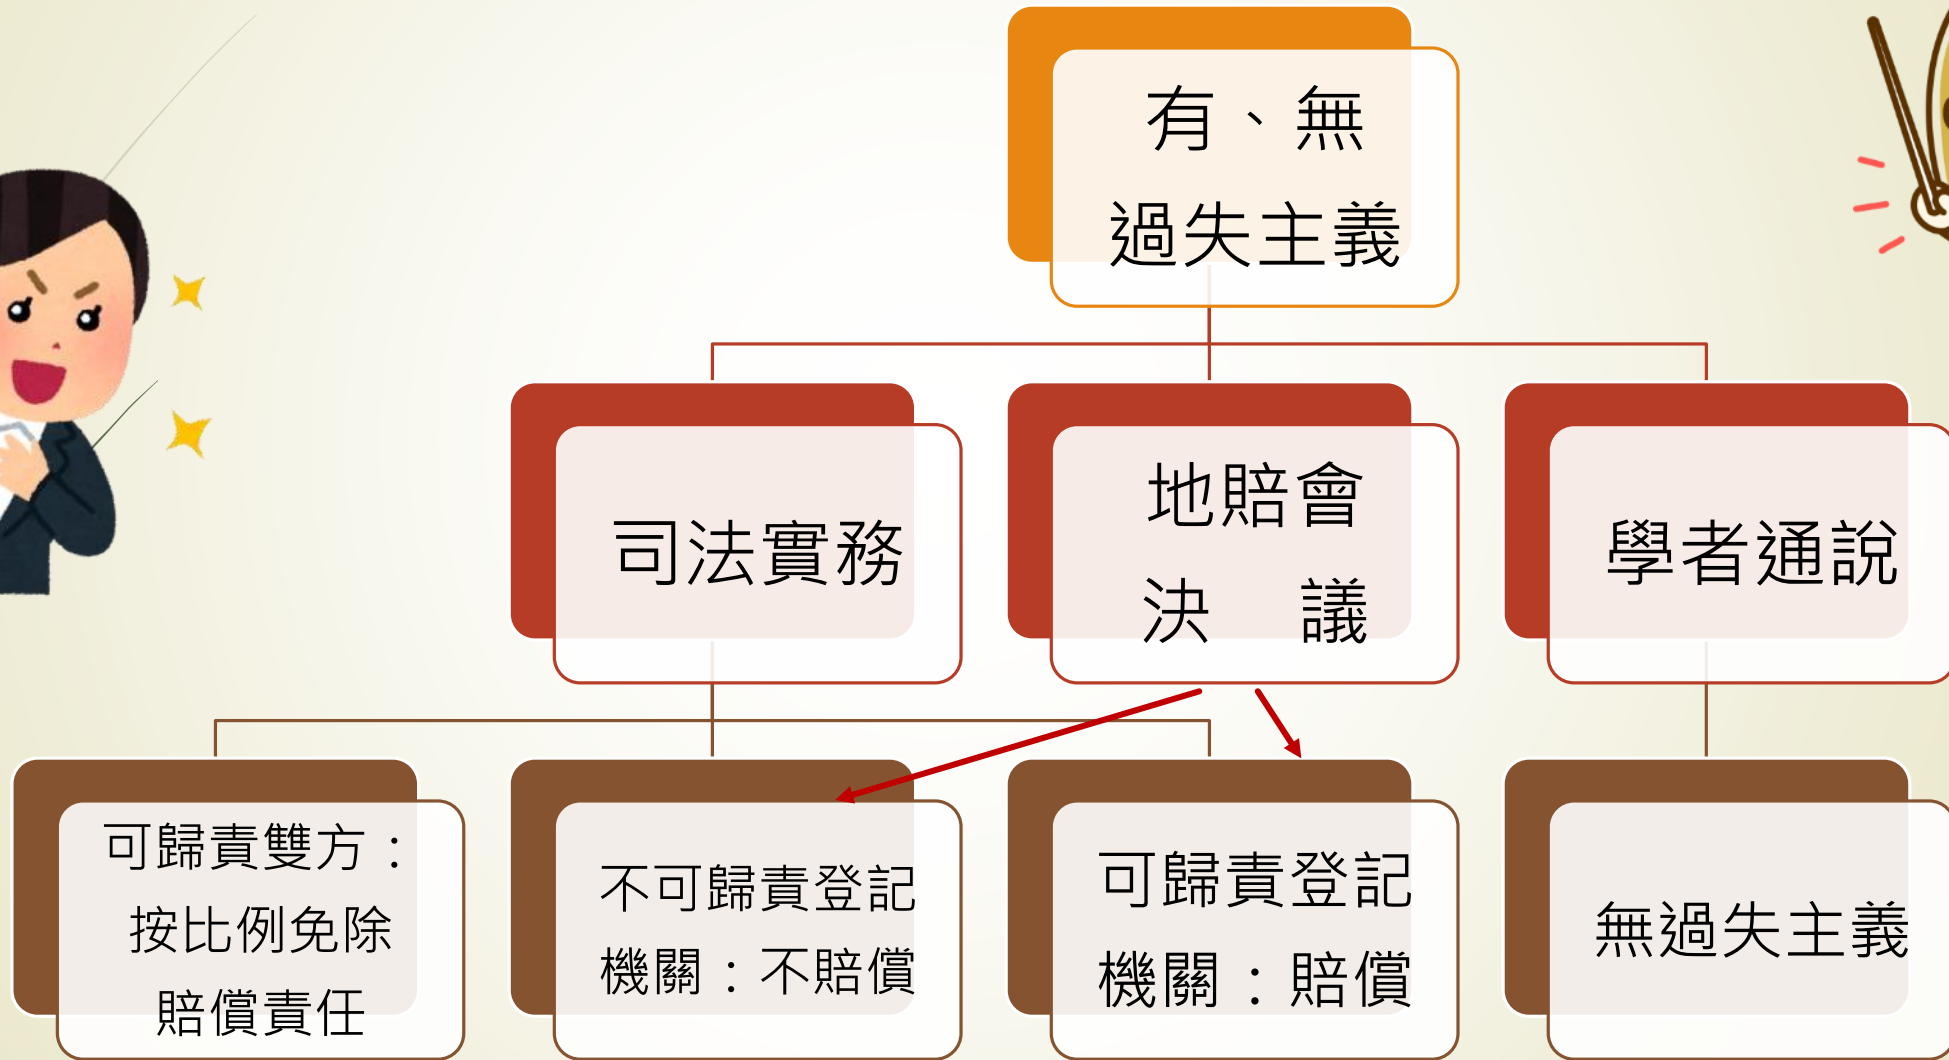 有、無
過失主義
司法實務
地賠會
決　議
學者通說
可歸責雙方：
按比例免除
賠償責任
不可歸責登記
機關：不賠償
可歸責登記
機關：賠償
無過失主義